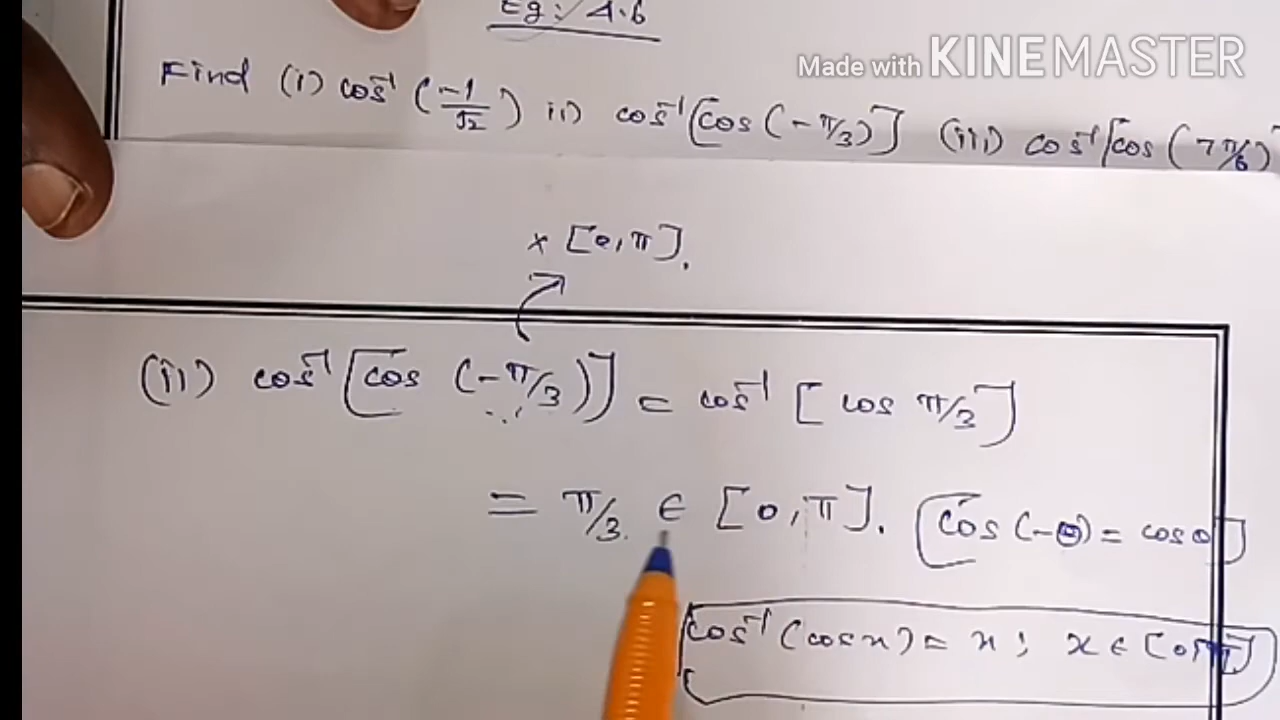 Eg:- 4.6
Made with KINEMASTER
Find (i) cos⁻¹ (-1/√2) ii) cos⁻¹[cos (-π/3)] (iii) cos⁻¹[cos (7π/6)
× [0, π].
(ii) cos⁻¹[cos (-π/3)] = cos⁻¹ [cos π/3]
= π/3 ∈ [0, π]. [cos (-θ) = cos θ]
cos⁻¹ (cos x) = x ; x ∈ [0, π]